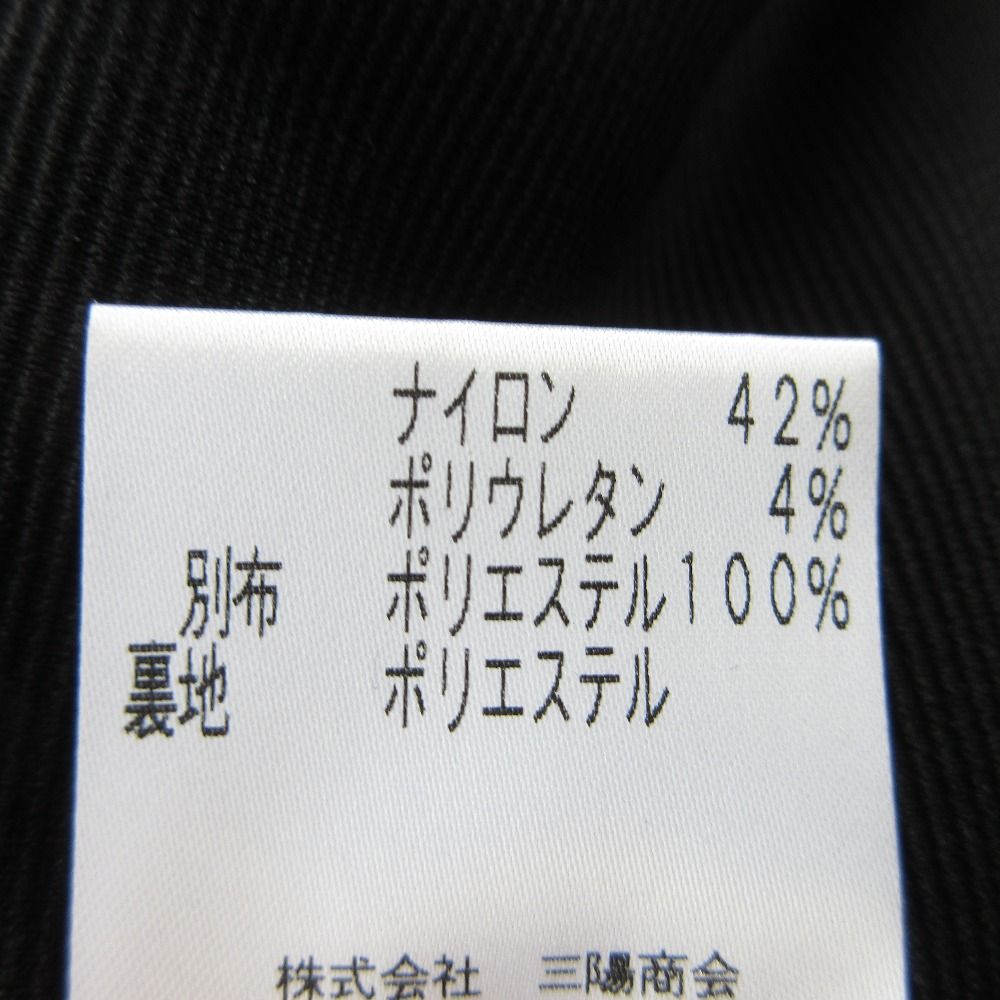 ナイロン ４２％
ポリウレタン ４％
別布 ポリエステル１００％
裏地 ポリエステル
株式会社 三陽商会